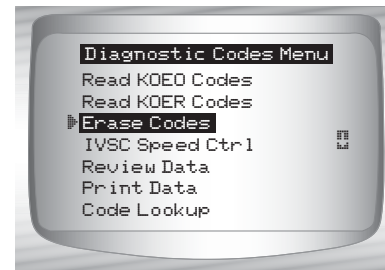 Diagnostic Codes Menu
Read KOEO Codes
Read KOER Codes
Erase Codes
IVSC Speed Ctrl
Review Data
Print Data
Code Lookup